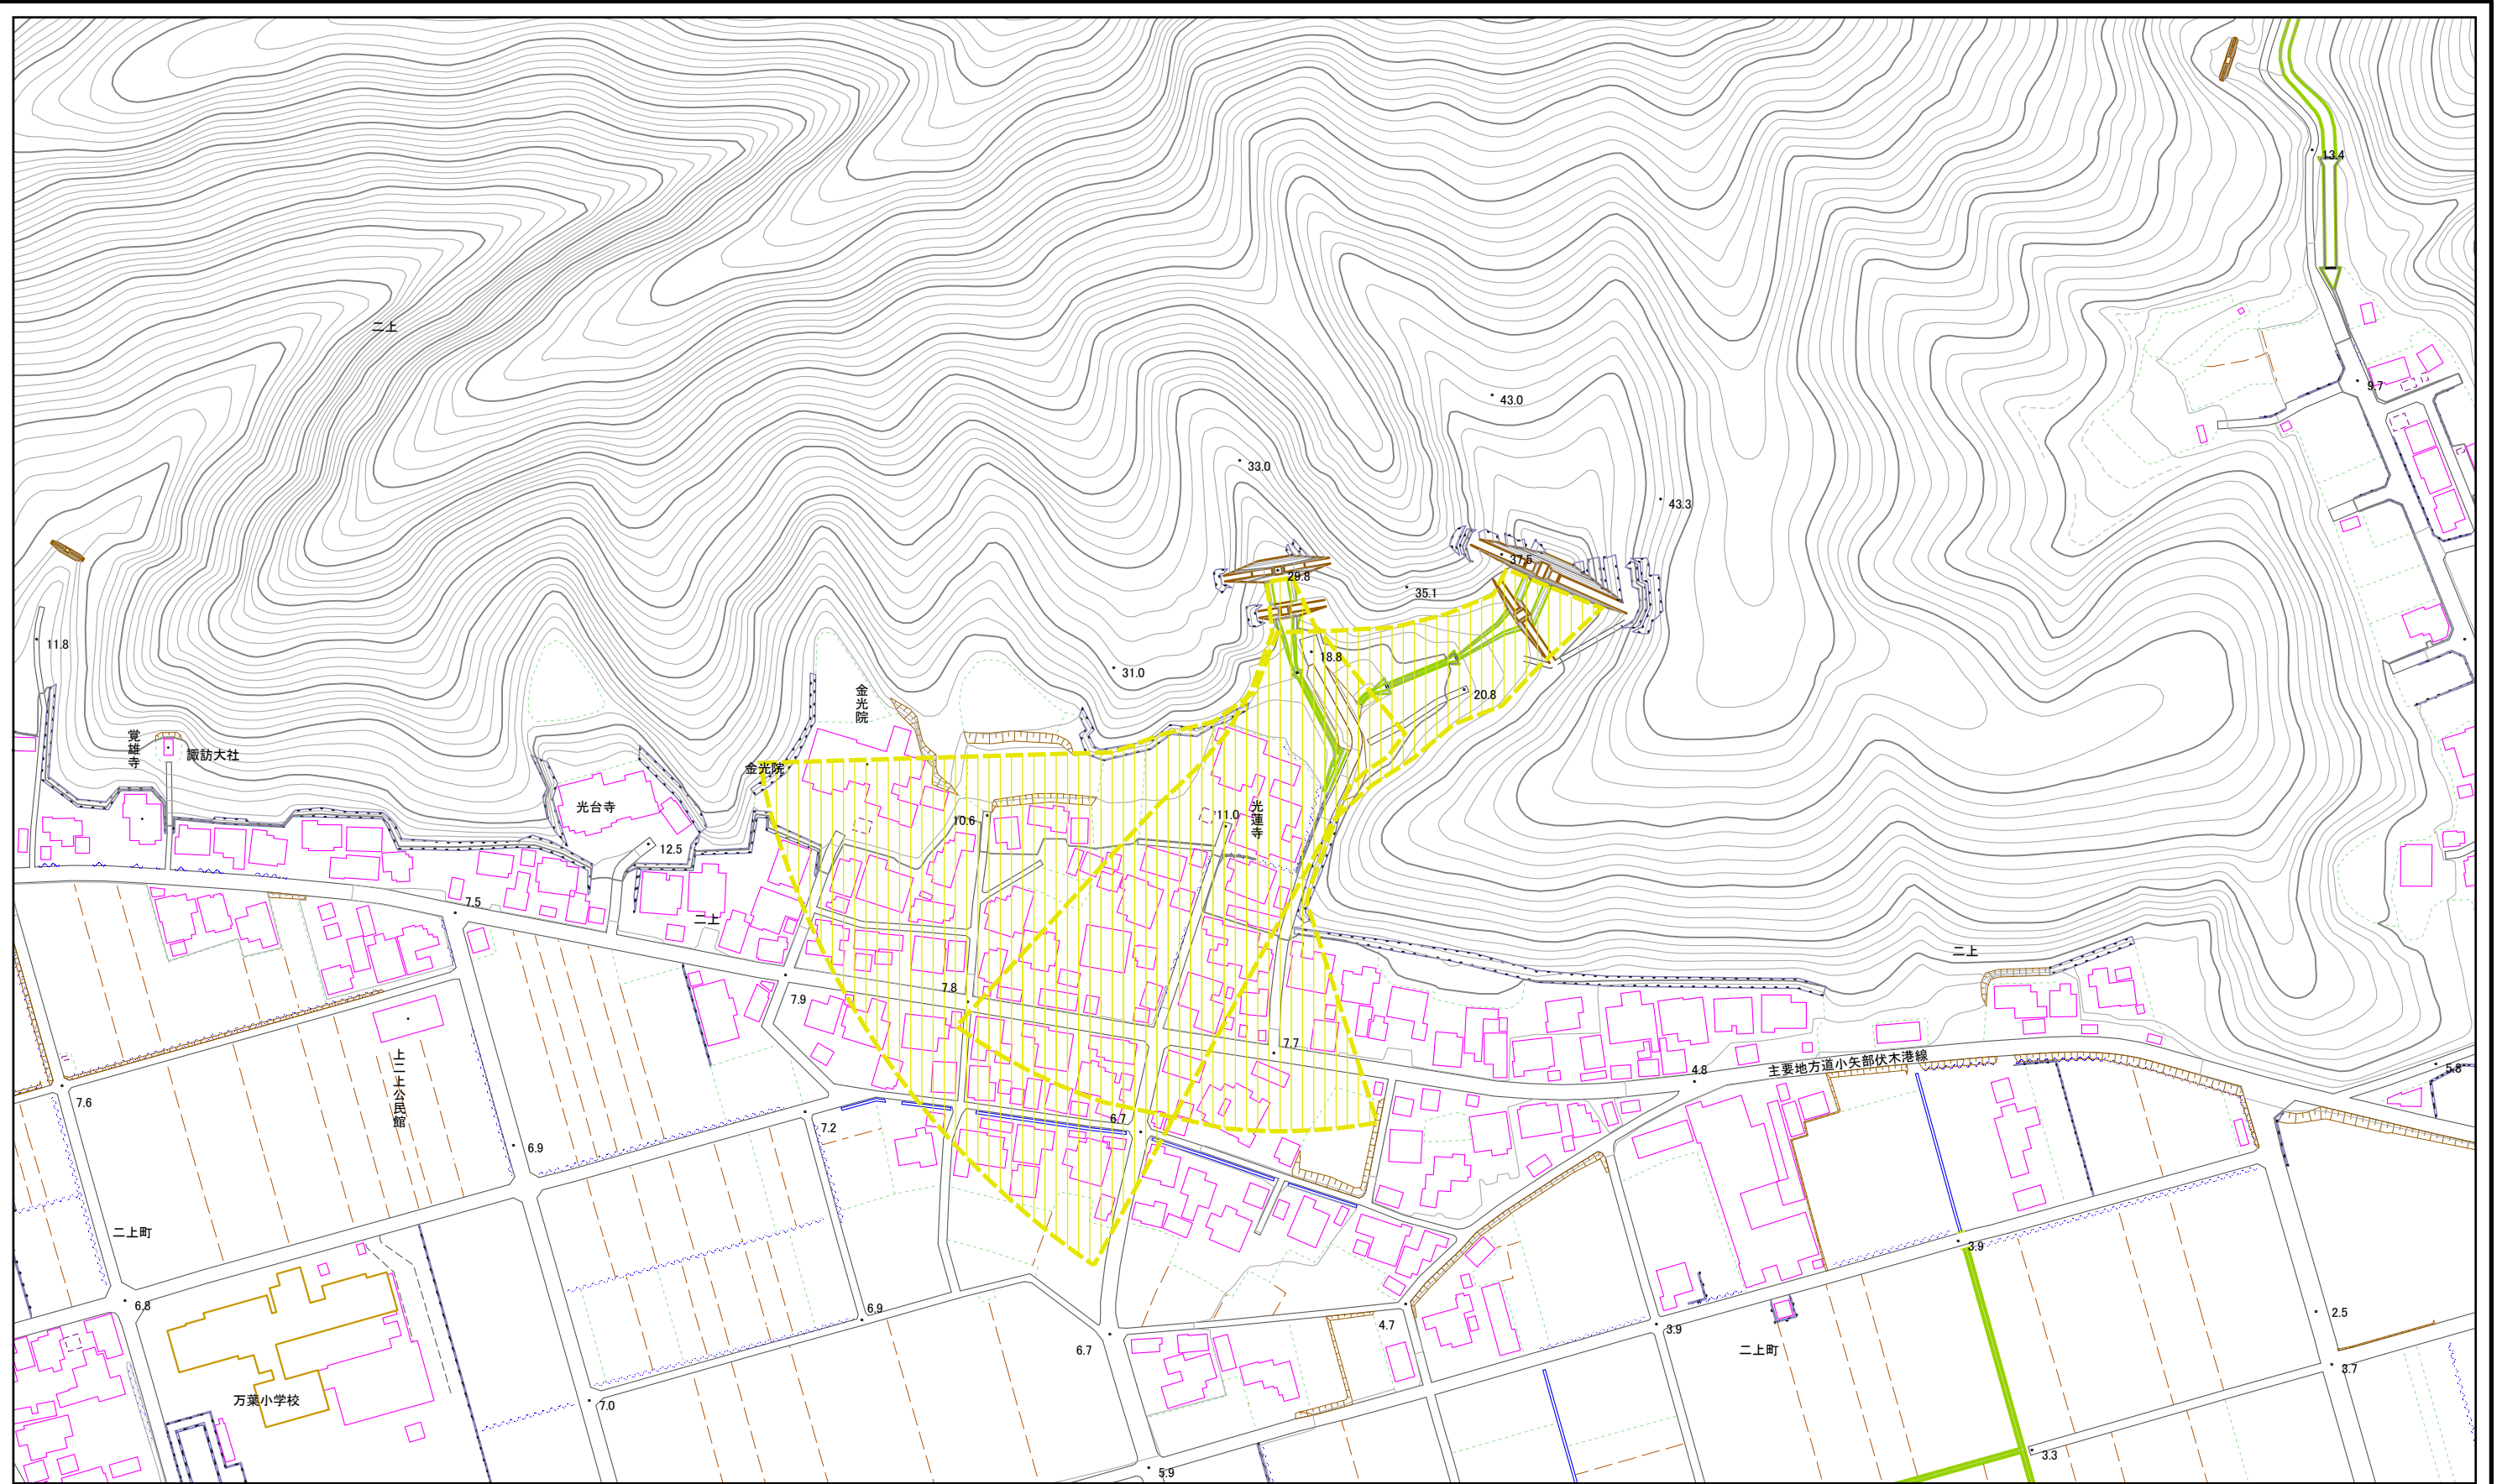 13.4
二上
9.7
43.0
33.0
43.3
37.5
29.8
35.1
11.8
18.8
31.0
20.8
金光院
覚雄寺
諏訪大社
金光院
光台寺
光蓮寺
11.0
10.6
12.5
7.5
二上
二上
7.8
7.9
7.7
主要地方道小矢部伏木港線
4.8
5.8
上二上公民館
7.6
7.2
6.7
6.9
二上町
3.9
6.8
6.9
2.5
4.7
3.9
6.7
二上町
3.7
万葉小学校
7.0
3.3
5.9